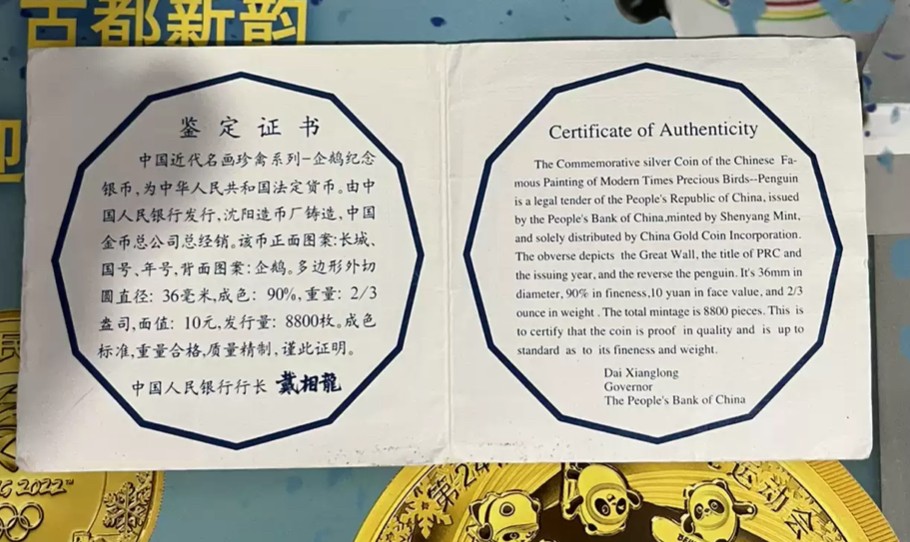 古都新韵
鉴定证书
中国近代名画珍禽系列-企鹅纪念
银币,为中华人民共和国法定货币。由中
国人民银行发行,沈阳造币厂铸造,中国
金币总公司总经销。该币正面图案:长城、
国号、年号,背面图案:企鹅。多边形外切
圆直径: 36毫米,成色: 90%,重量: 2/3
盎司,面值: 10元,发行量: 8800枚。成色
标准,重量合格,质量精制,谨此证明。
中国人民银行行长 戴相龍
Certificate of Authenticity
The Commemorative silver Coin of the Chinese Fa-
mous Painting of Modern Times Precious Birds--Penguin
is a legal tender of the People's Republic of China, issued
by the People's Bank of China,minted by Shenyang Mint,
and solely distributed by China Gold Coin Incorporation.
The obverse depicts the Great Wall, the title of PRC and
the issuing year, and the reverse the penguin. It's 36mm in
diameter, 90% in fineness,10 yuan in face value, and 2/3
ounce in weight . The total mintage is 8800 pieces. This is
to certify that the coin is proof in quality and is up to
standard as to its fineness and weight.
Dai Xianglong
Governor
The People's Bank of China
2022
第24
运动会